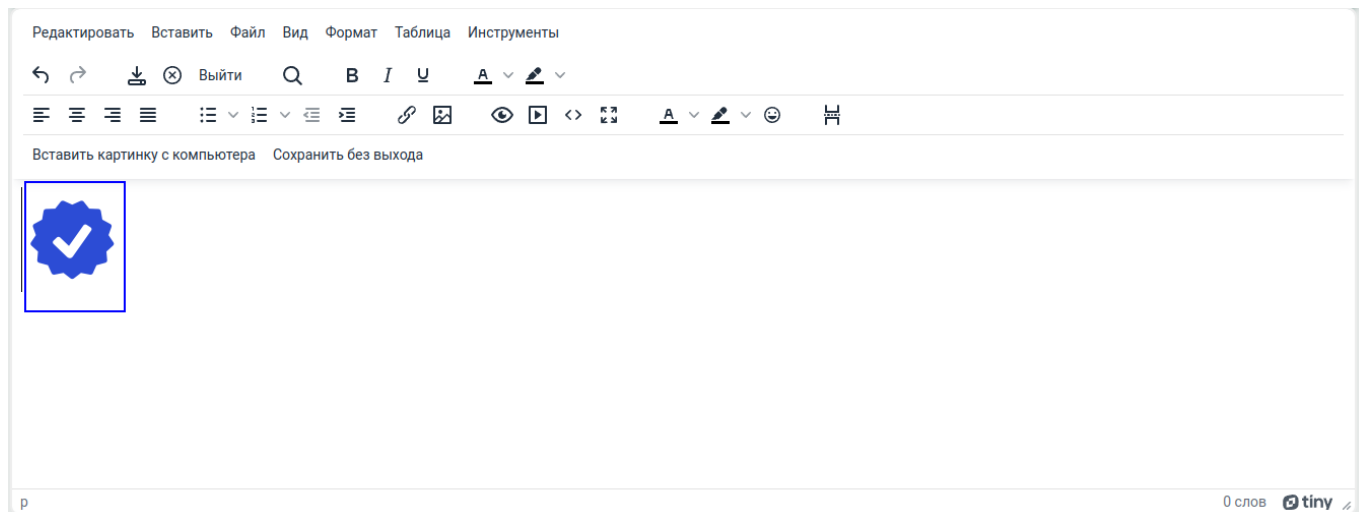 Редактировать Вставить Файл Вид Формат Таблица Инструменты
Выйти B I U A
A
Вставить картинку с компьютера Сохранить без выхода
p 0 слов tiny